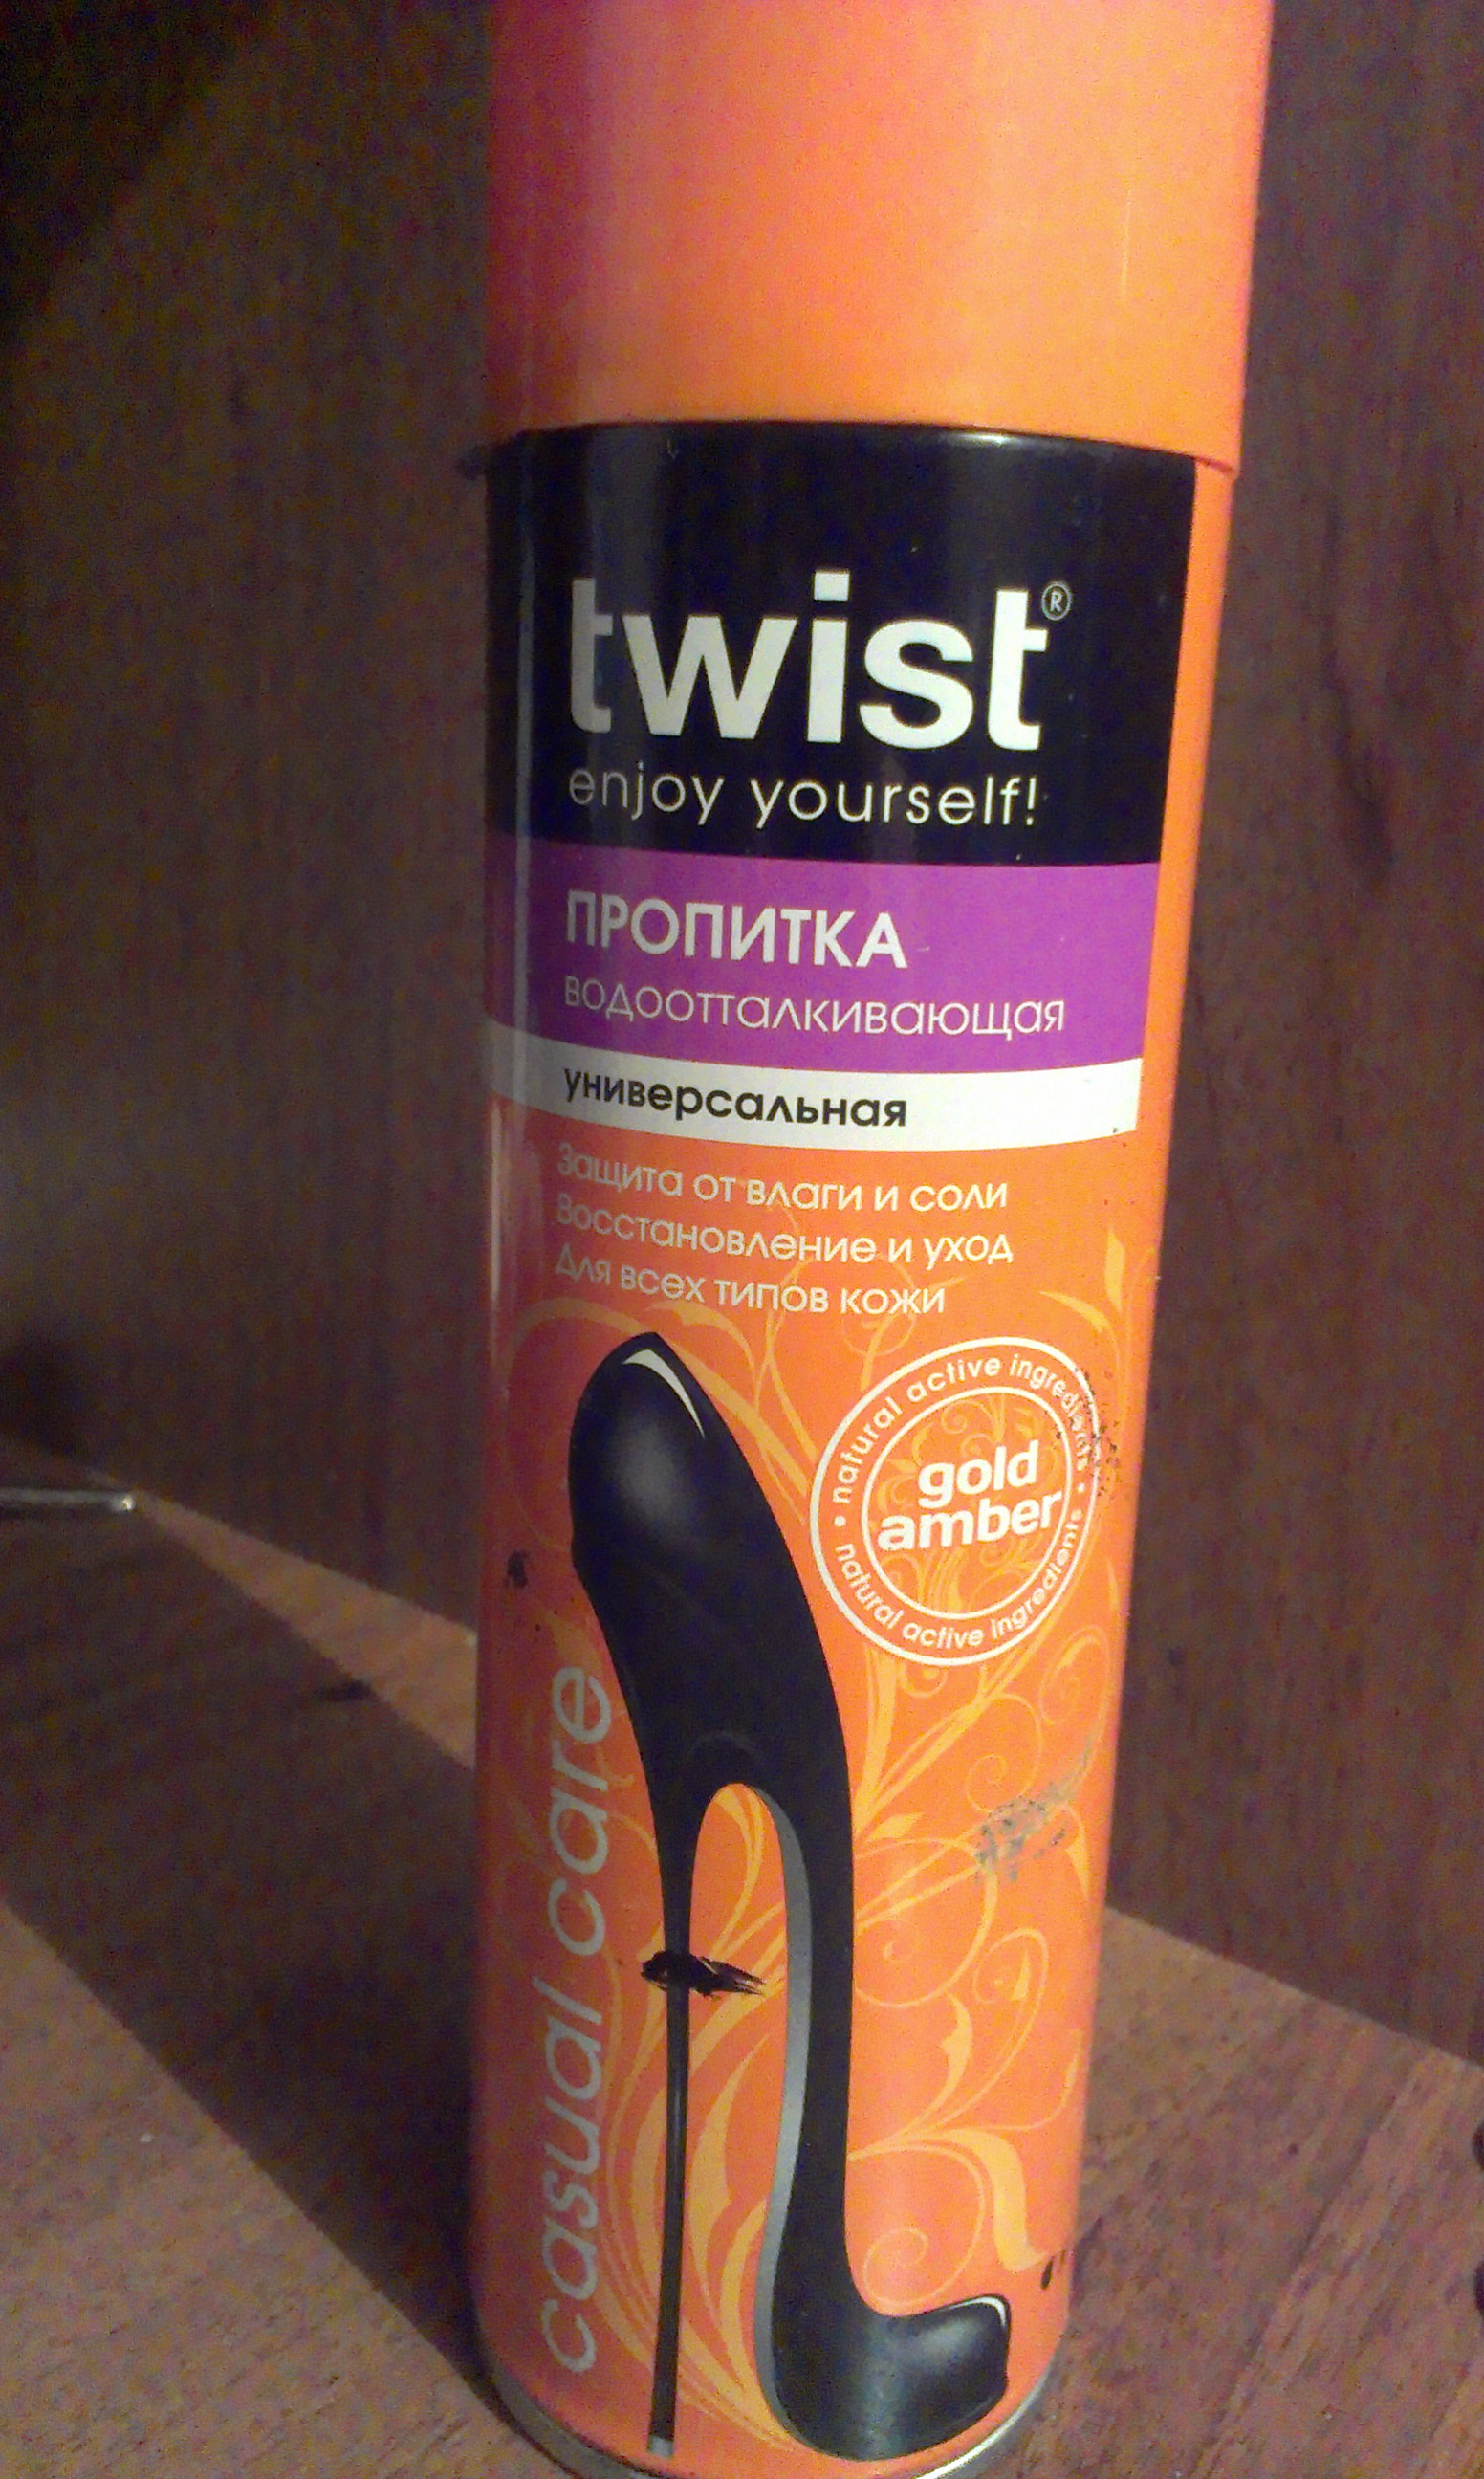 twist®
enjoy yourself!
ПРОПИТКА
водоотталкивающая
универсальная
Защита от влаги и соли
Восстановление и уход
Для всех типов кожи
• natural active ingredients •
gold
amber
natural active ingredients
casual care